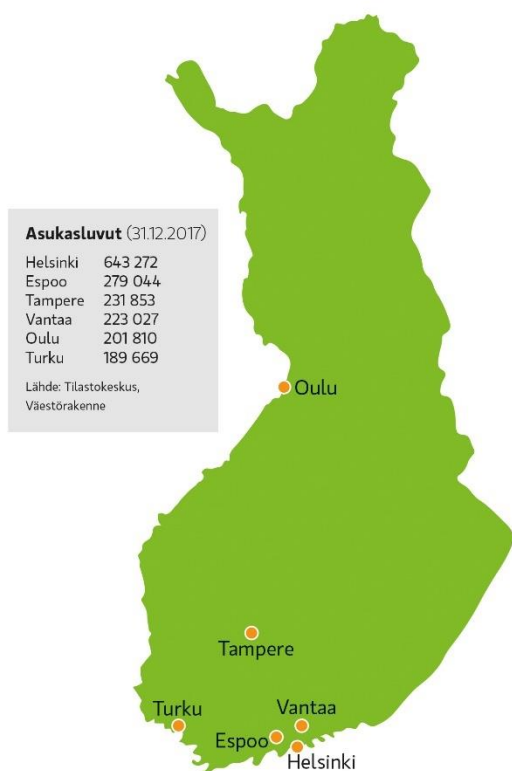 Asukasluvut (31.12.2017)
Helsinki 643 272
Espoo 279 044
Tampere 231 853
Vantaa 223 027
Oulu 201 810
Turku 189 669
Lähde: Tilastokeskus,
Väestörakenne
Oulu
Tampere
Turku
Vantaa
Espoo
Helsinki